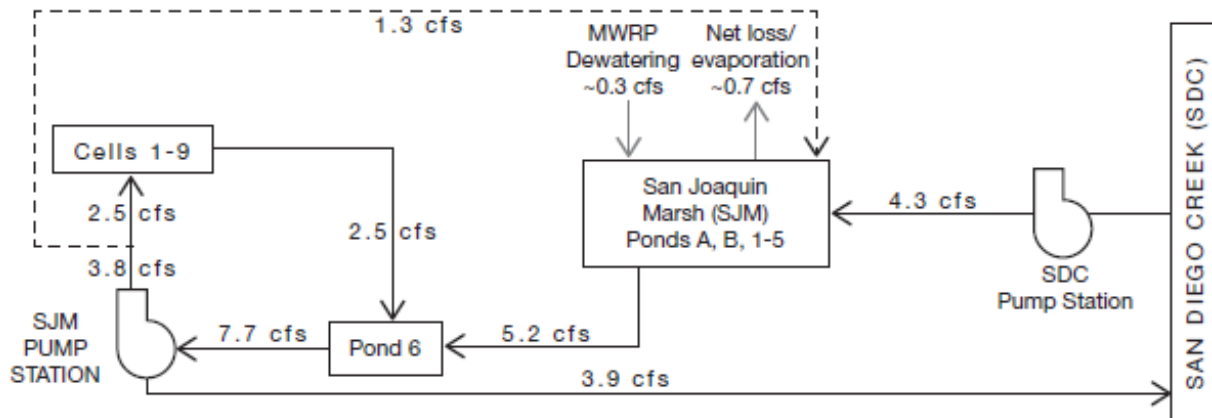 1.3 cfs
MWRP
Dewatering
~0.3 cfs
Net loss/
evaporation
~0.7 cfs
Cells 1-9
San Joaquin
Marsh (SJM)
Ponds A, B, 1-5
4.3 cfs
2.5 cfs
2.5 cfs
3.8 cfs
SDC
Pump Station
SJM
PUMP
STATION
7.7 cfs
Pond 6
5.2 cfs
3.9 cfs
SAN DIEGO CREEK (SDC)